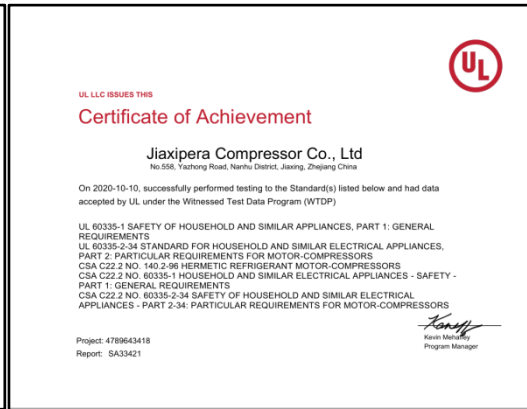 UL
UL LLC ISSUES THIS
Certificate of Achievement
Jiaxipera Compressor Co., Ltd
No.558, Yazhong Road, Nanhu District, Jiaxing, Zhejiang China
On 2020-10-10, successfully performed testing to the Standard(s) listed below and had data
accepted by UL under the Witnessed Test Data Program (WTDP)
UL 60335-1 SAFETY OF HOUSEHOLD AND SIMILAR APPLIANCES, PART 1: GENERAL
REQUIREMENTS
UL 60335-2-34 STANDARD FOR HOUSEHOLD AND SIMILAR ELECTRICAL APPLIANCES,
PART 2: PARTICULAR REQUIREMENTS FOR MOTOR-COMPRESSORS
CSA C22.2 NO. 140.2-96 HERMETIC REFRIGERANT MOTOR-COMPRESSORS
CSA C22.2 NO. 60335-1 HOUSEHOLD AND SIMILAR ELECTRICAL APPLIANCES - SAFETY -
PART 1: GENERAL REQUIREMENTS
CSA C22.2 NO. 60335-2-34 SAFETY OF HOUSEHOLD AND SIMILAR ELECTRICAL
APPLIANCES - PART 2-34: PARTICULAR REQUIREMENTS FOR MOTOR-COMPRESSORS
Kevin Mehaffey
Program Manager
Project: 4789643418
Report: SA33421